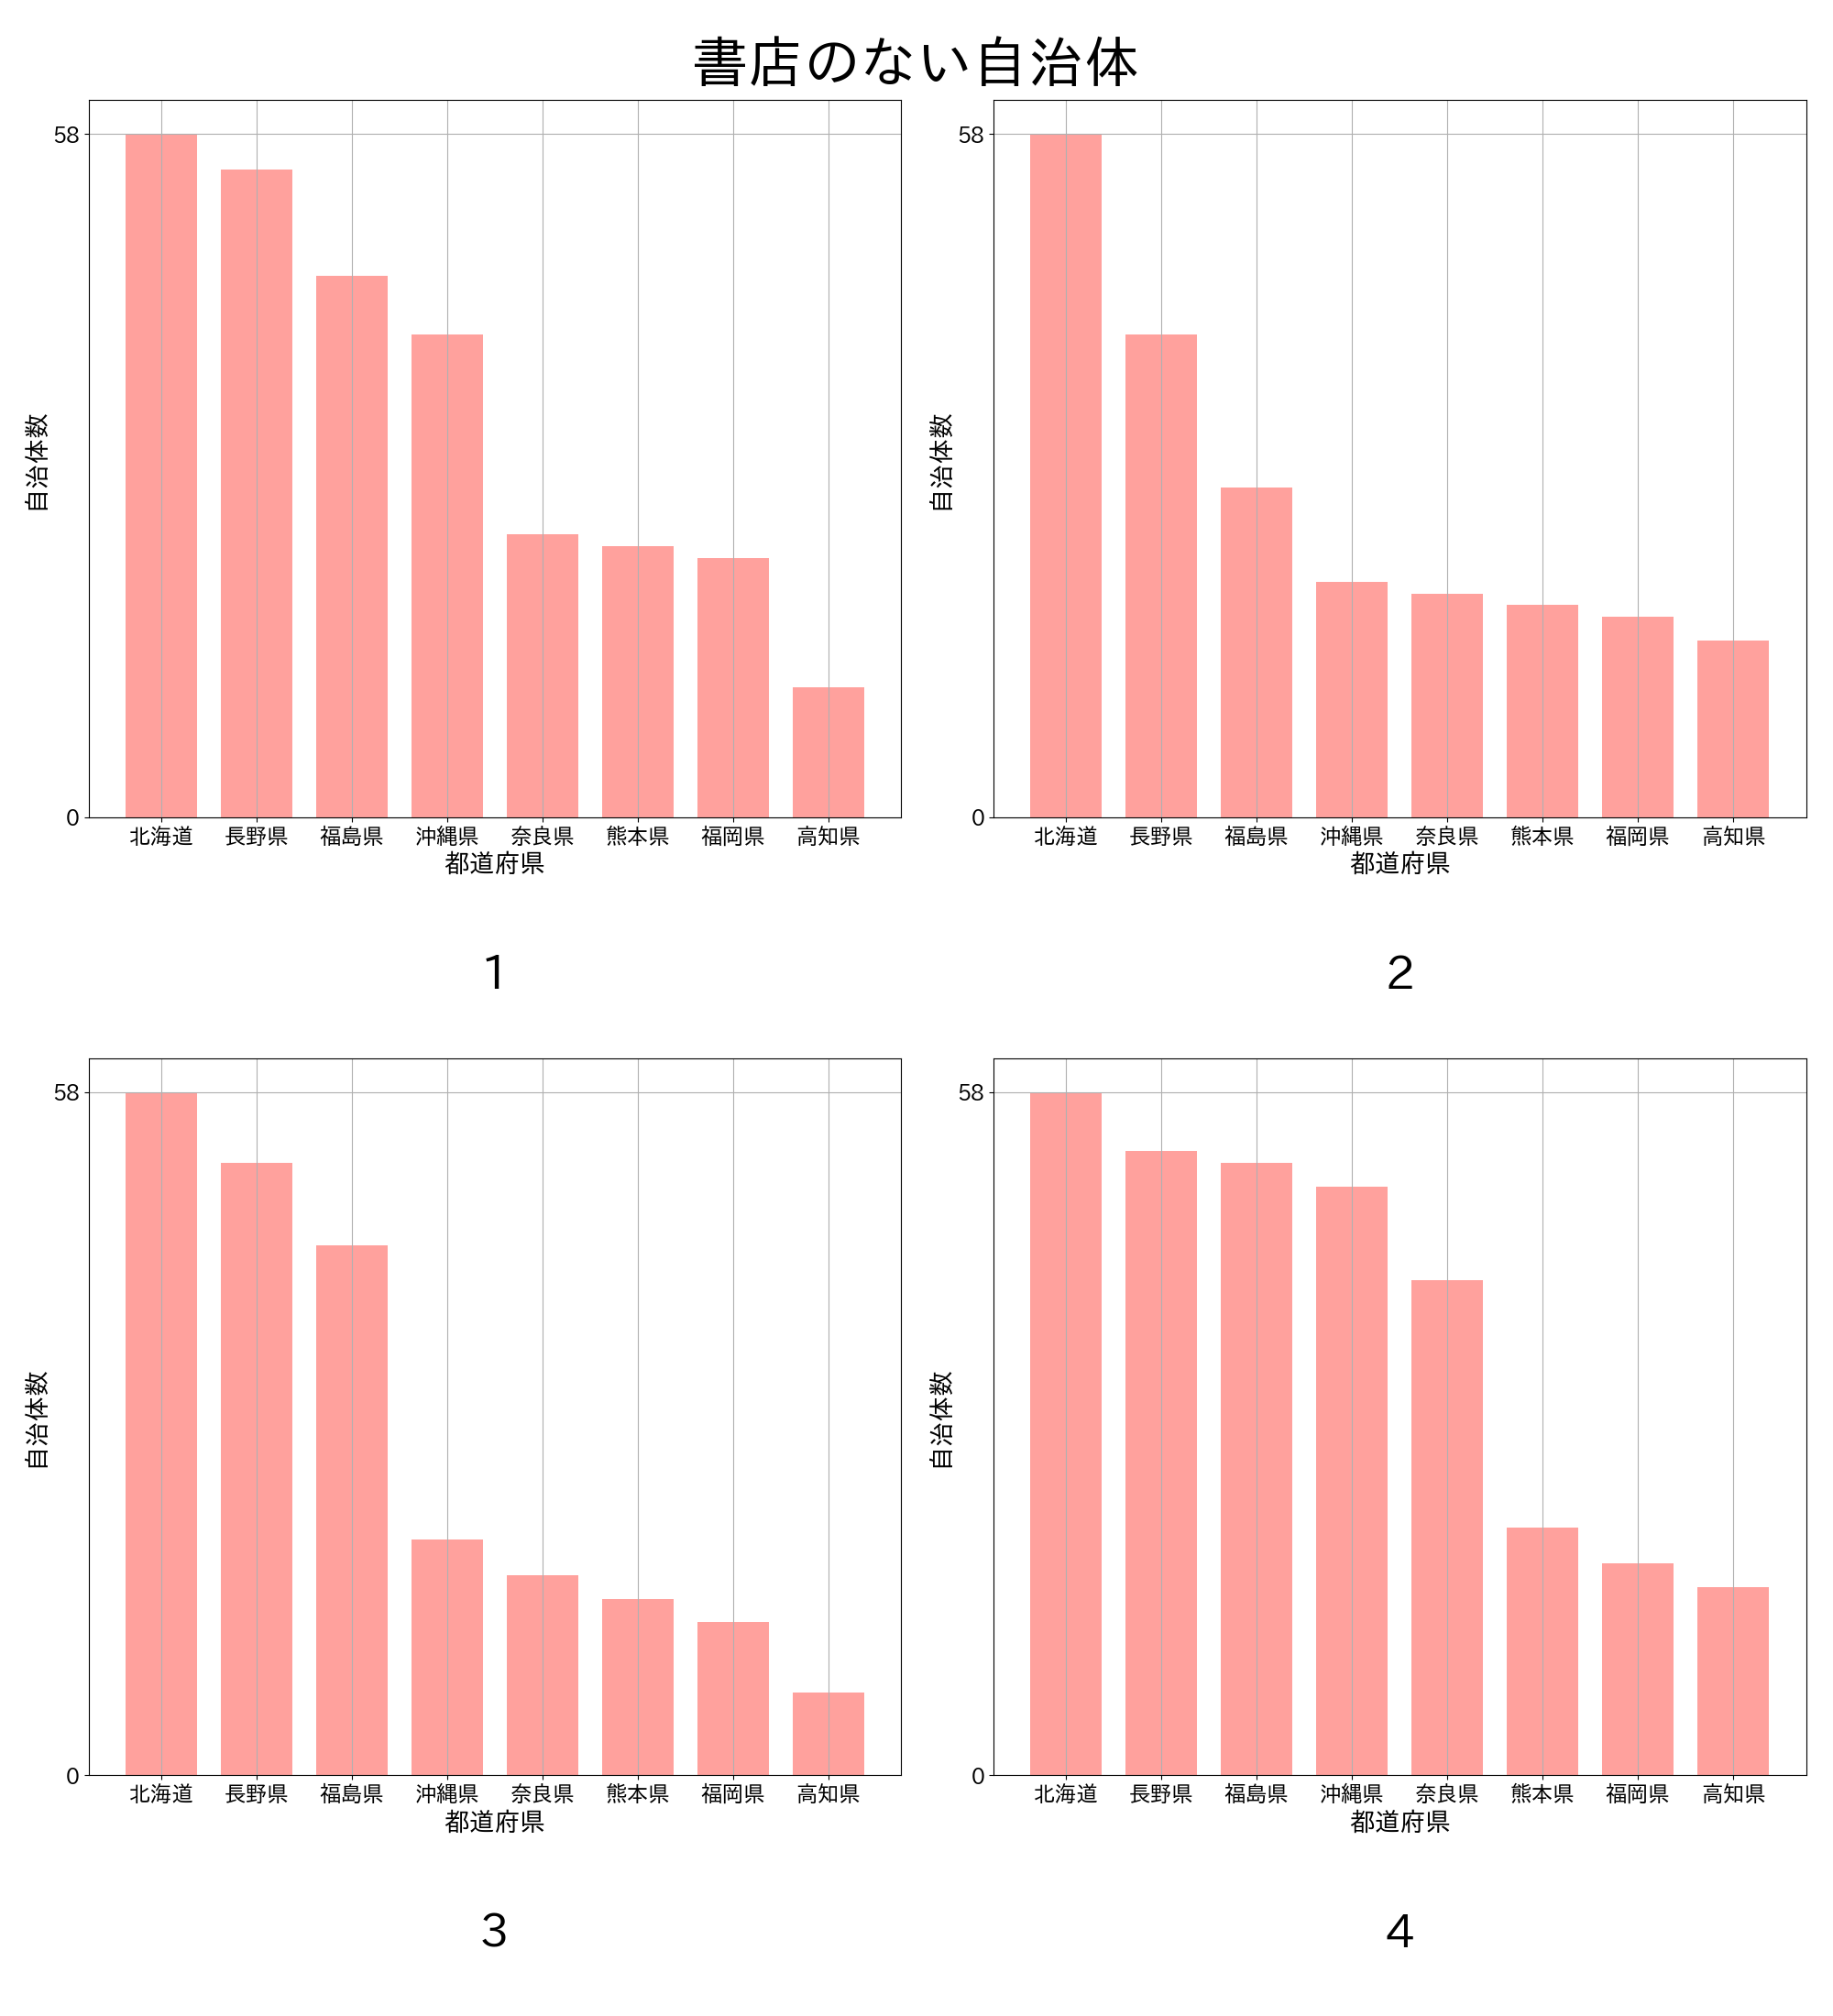 書店のない自治体
58
0
自治体数
北海道 長野県 福島県 沖縄県 奈良県 熊本県 福岡県 高知県
都道府県
1
58
0
自治体数
北海道 長野県 福島県 沖縄県 奈良県 熊本県 福岡県 高知県
都道府県
2
58
0
自治体数
北海道 長野県 福島県 沖縄県 奈良県 熊本県 福岡県 高知県
都道府県
3
58
0
自治体数
北海道 長野県 福島県 沖縄県 奈良県 熊本県 福岡県 高知県
都道府県
4